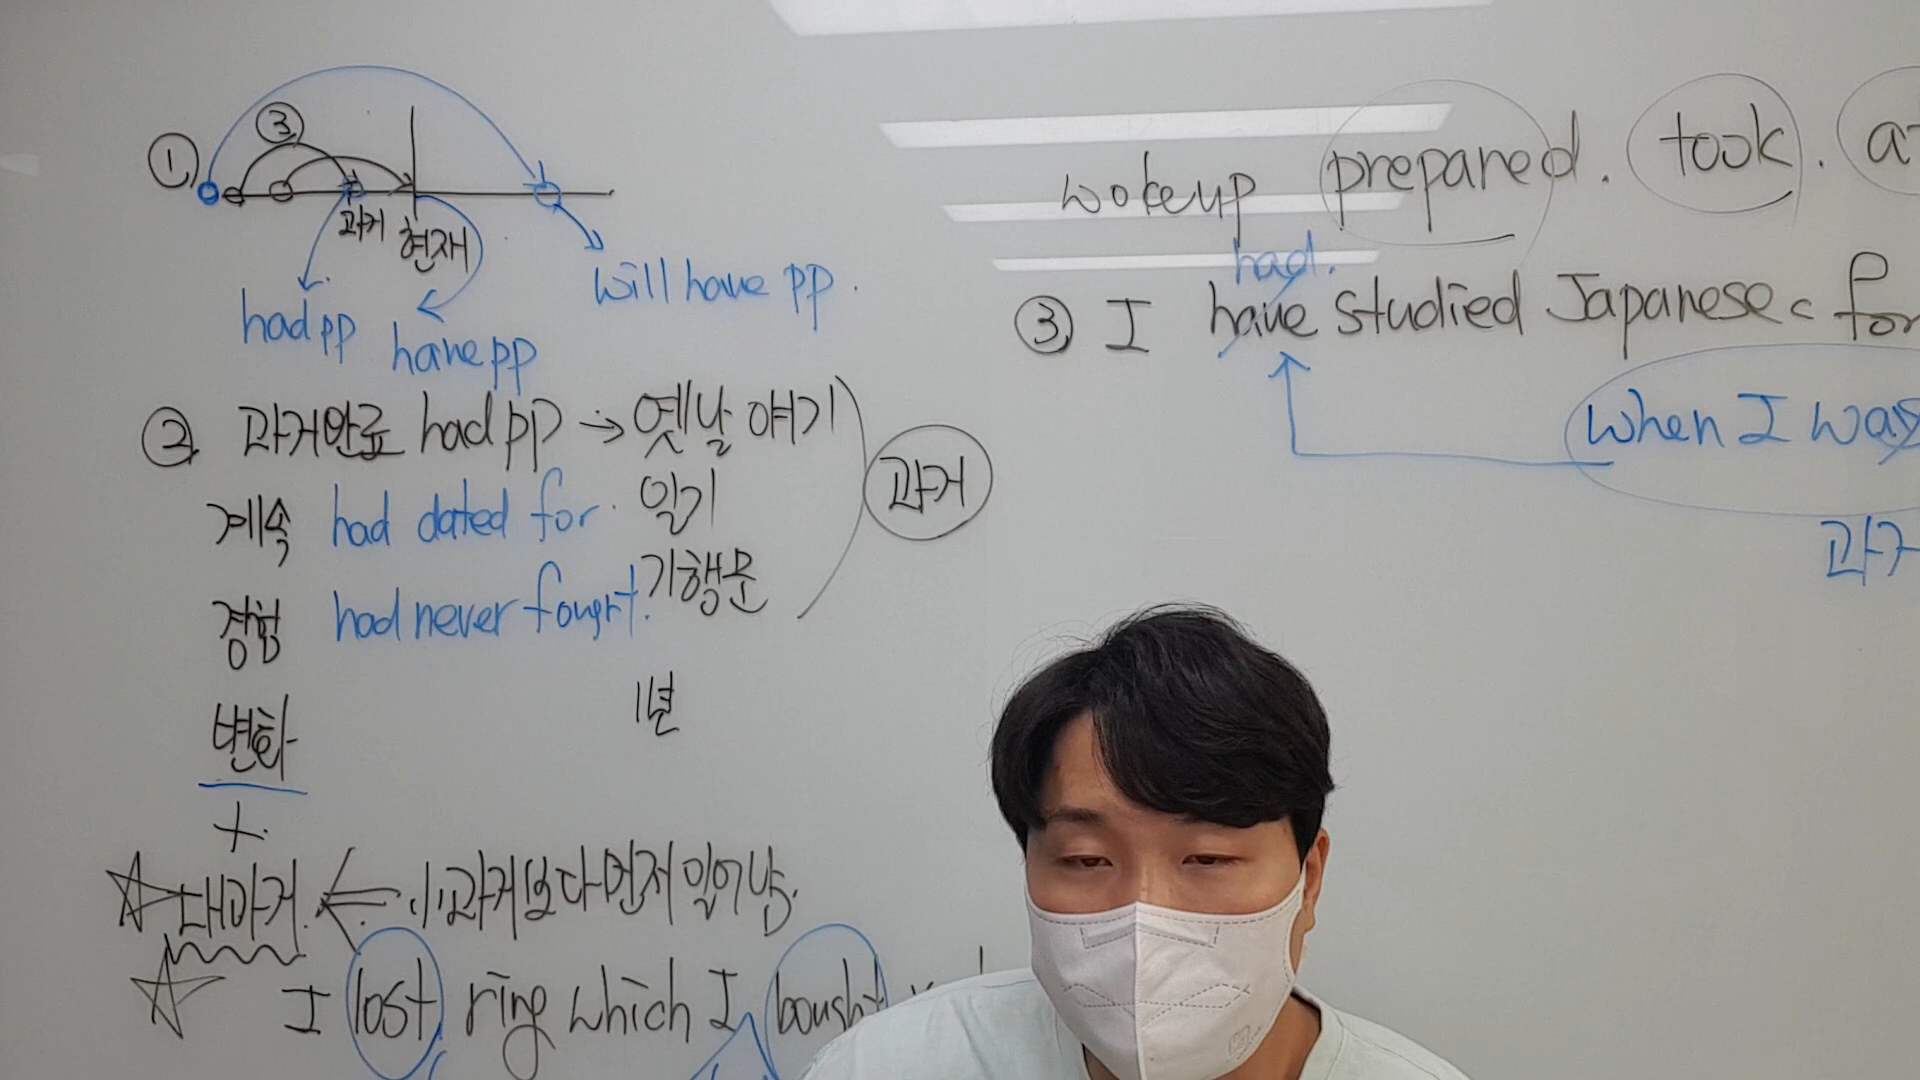 ① ③
과거 현재
had pp have pp will have pp.
② 과거완료 had pp → 옛날 얘기
계속 had dated for. 일기
경험 had never fougrt. 기행문
과거
변화 1년
+
☆대과거 ← 과거보다 먼저 일어남.
☆ I lost ring which I bought
woke up prepared. took.
had.
③ I have studied Japanese for
When I was
과거